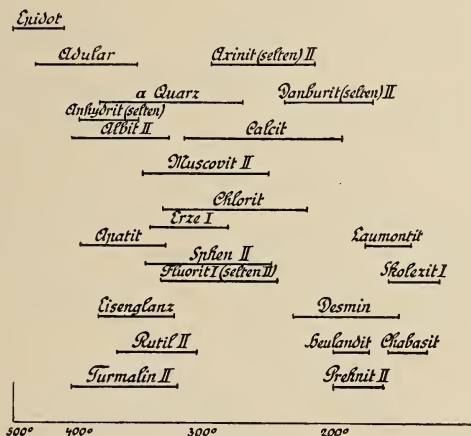 Epidot
Adular Axinit (selten) II
α Quarz Danburit (selten) II
Anhydrit (selten)
Albit II Calcit
Muscovit II
Chlorit
Erze I
Apatit Laumontit
Sphen II
Fluorit I (selten II) Skolezit I
Eisenglanz Desmin
Rutil II Heulandit Chabasit
Turmalin II Prehnit II
500° 400° 300° 200°